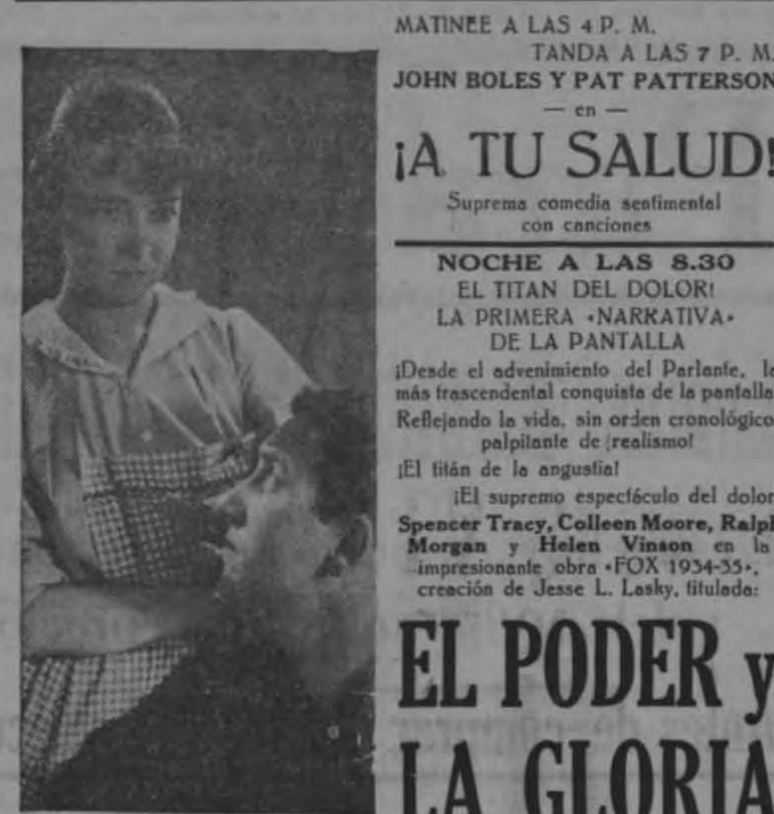 MATINEE A LAS 4 P. M.
TANDA A LAS 7 P. M.
JOHN BOLES Y PAT PATTERSON
— en —
¡A TU SALUD!
Suprema comedia sentimental
con canciones
NOCHE A LAS 8.30
EL TITAN DEL DOLOR!
LA PRIMERA «NARRATIVA»
DE LA PANTALLA
¡Desde el advenimiento del Parlante, la
más trascendental conquista de la pantalla
Reflejando la vida, sin orden cronológico
palpitante de ¡realismo!
¡El titán de la angustia!
¡El supremo espectáculo del dolor
Spencer Tracy, Colleen Moore, Ralph
Morgan y Helen Vinson en la
impresionante obra «FOX 1934-35»,
creación de Jesse L. Lasky, titulada:
EL PODER y
LA GLORIA